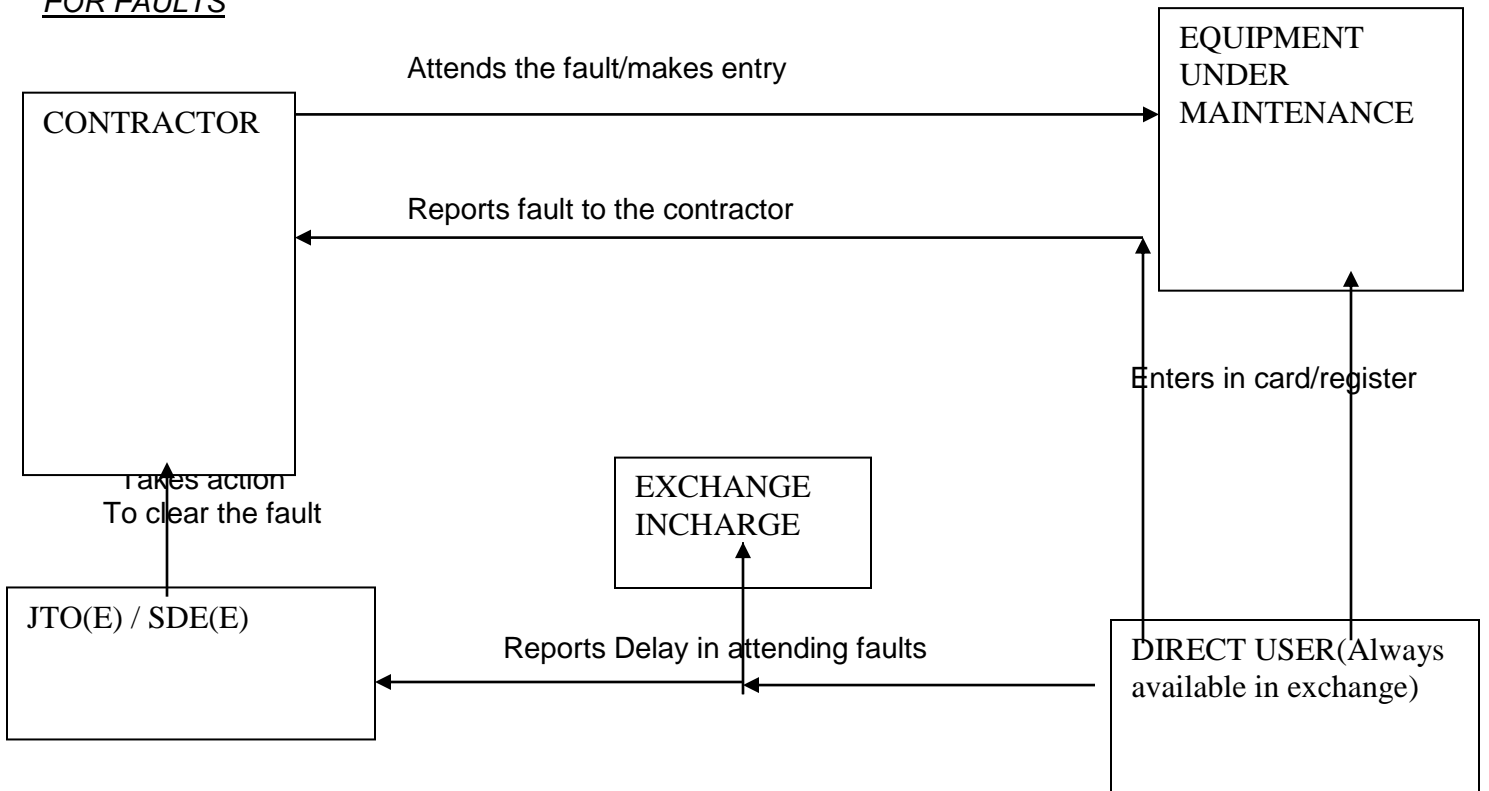 FOR FAULTS
EQUIPMENT
UNDER
MAINTENANCE
Attends the fault/makes entry
CONTRACTOR
Reports fault to the contractor
Enters in card/register
Takes action
To clear the fault
EXCHANGE
INCHARGE
JTO(E) / SDE(E)
Reports Delay in attending faults
DIRECT USER(Always
available in exchange)